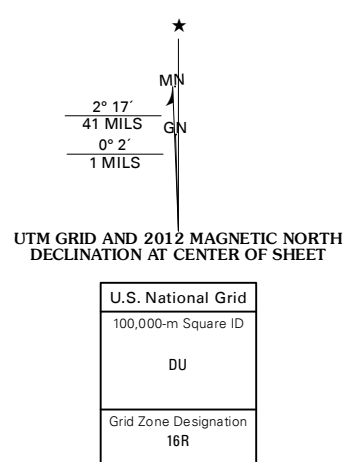 ★
MN
2° 17´
41 MILS
GN
0° 2´
1 MILS
UTM GRID AND 2012 MAGNETIC NORTH
DECLINATION AT CENTER OF SHEET
U.S. National Grid
100,000-m Square ID
DU
Grid Zone Designation
16R